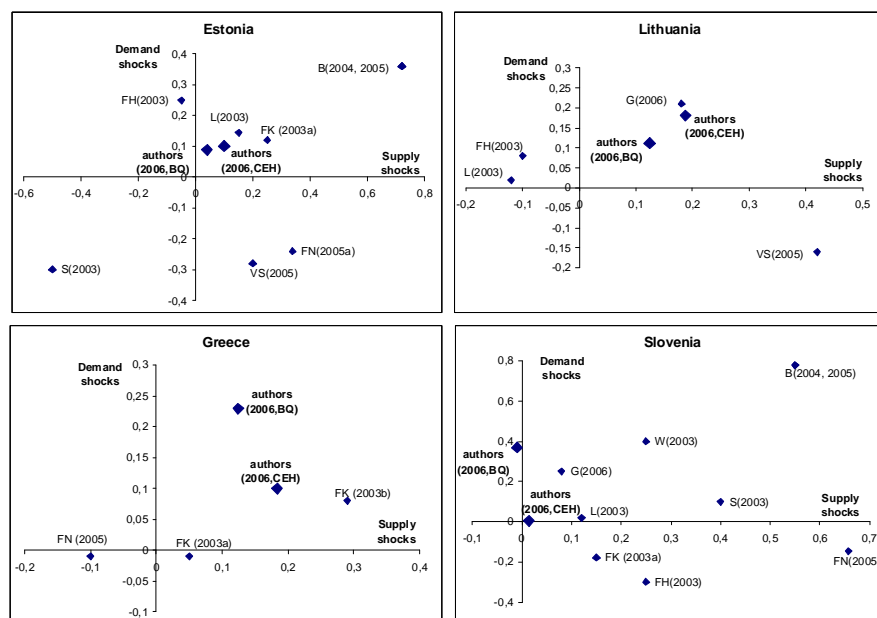 Estonia
Demand
shocks
0,4
B(2004, 2005)
0,3
FH(2003)
0,2
L(2003)
FK (2003a)
0,1
authors
(2006,BQ)
authors
(2006,CEH)
Supply
shocks
0
-0,6
-0,4
-0,2
0
0,2
0,4
0,6
0,8
-0,1
-0,2
FN(2005a)
S(2003)
-0,3
VS(2005)
-0,4
Lithuania
Demand
shocks
0,3
0,25
G(2006)
0,2
authors
(2006,CEH)
0,15
FH(2003)
authors
(2006,BQ)
0,1
Supply
shocks
L(2003)
0,05
0
-0,2
-0,1
0
0,1
0,2
0,3
0,4
0,5
-0,05
-0,1
-0,15
VS(2005)
-0,2
Greece
Demand
shocks
0,3
0,25
authors
(2006,BQ)
0,2
0,15
authors
(2006,CEH)
0,1
FK (2003b)
0,05
Supply
shocks
FN (2005)
FK (2003a)
0
-0,2
-0,1
0
0,1
0,2
0,3
0,4
-0,05
-0,1
Slovenia
Demand
shocks
0,8
B(2004, 2005)
0,6
0,4
W(2003)
authors
(2006,BQ)
G(2006)
0,2
authors
(2006,CEH)
L(2003)
S(2003)
Supply
shocks
0
0
0,1
0,2
0,3
0,4
0,5
0,6
0,7
FK (2003a)
FN(2005
-0,2
FH(2003)
-0,4